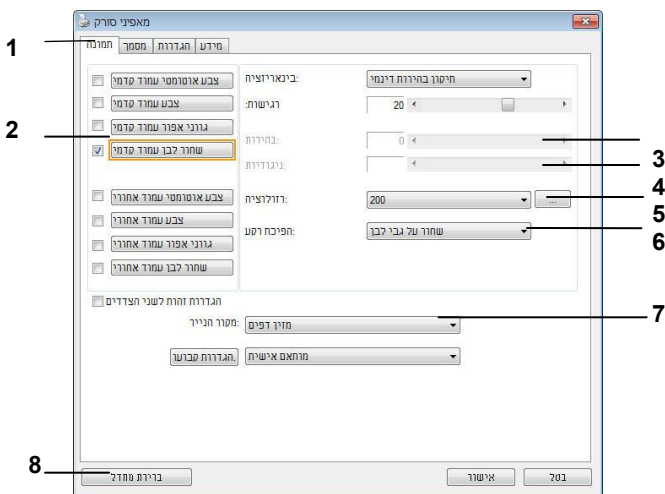 מאפיני סורק
1
תמונה מסמך הגדרות מידע
צבע אוטומטי עמוד קדמי
צבע עמוד קדמי
גווני אפור עמוד קדמי
שחור לבן עמוד קדמי
2
צבע אוטומטי עמוד אחורי
צבע עמוד אחורי
גווני אפור עמוד אחורי
שחור לבן עמוד אחורי
בינאריזציה: תיקון בהירות דינמי
רגישות: 20
בהירות: 0
ניגודיות:
3
רזולוציה: 200 ...
4
5
הפיכת רקע: שחור על גבי לבן
6
הגדרות זהות לשני הצדדים
מקור הנייר: מזין דפים
7
הגדרות קבוער. מותאם אישית
8
ברירת מחדל אישור בטל